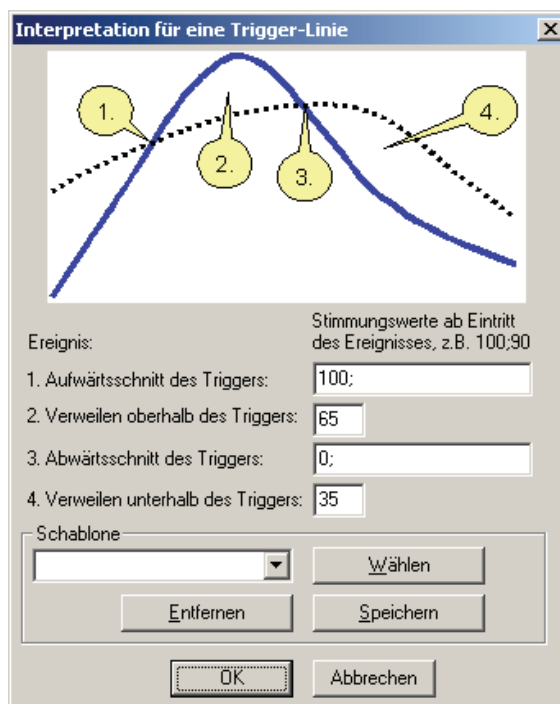 Interpretation für eine Trigger-Linie
1.
2.
3.
4.
Stimmungswerte ab Eintritt
Ereignis: des Ereignisses, z.B. 100;90
1. Aufwärtsschnitt des Triggers: 100;
2. Verweilen oberhalb des Triggers: 65
3. Abwärtsschnitt des Triggers: 0;
4. Verweilen unterhalb des Triggers: 35
Schablone
Wählen
Entfernen Speichern
OK Abbrechen